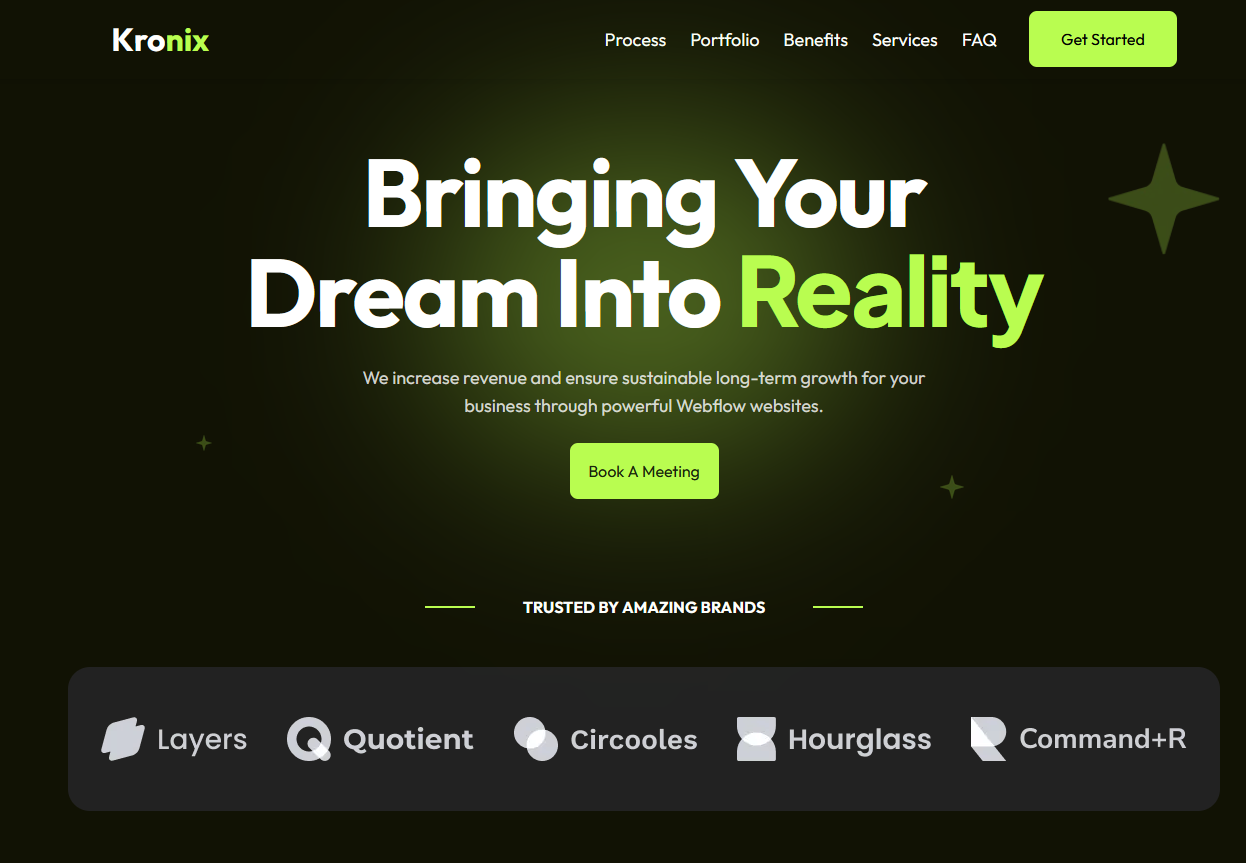 Kronix
Process Portfolio Benefits Services FAQ Get Started
Bringing Your
Dream Into Reality
We increase revenue and ensure sustainable long-term growth for your
business through powerful Webflow websites.
Book A Meeting
TRUSTED BY AMAZING BRANDS
Layers Quotient Circooles Hourglass Command+R